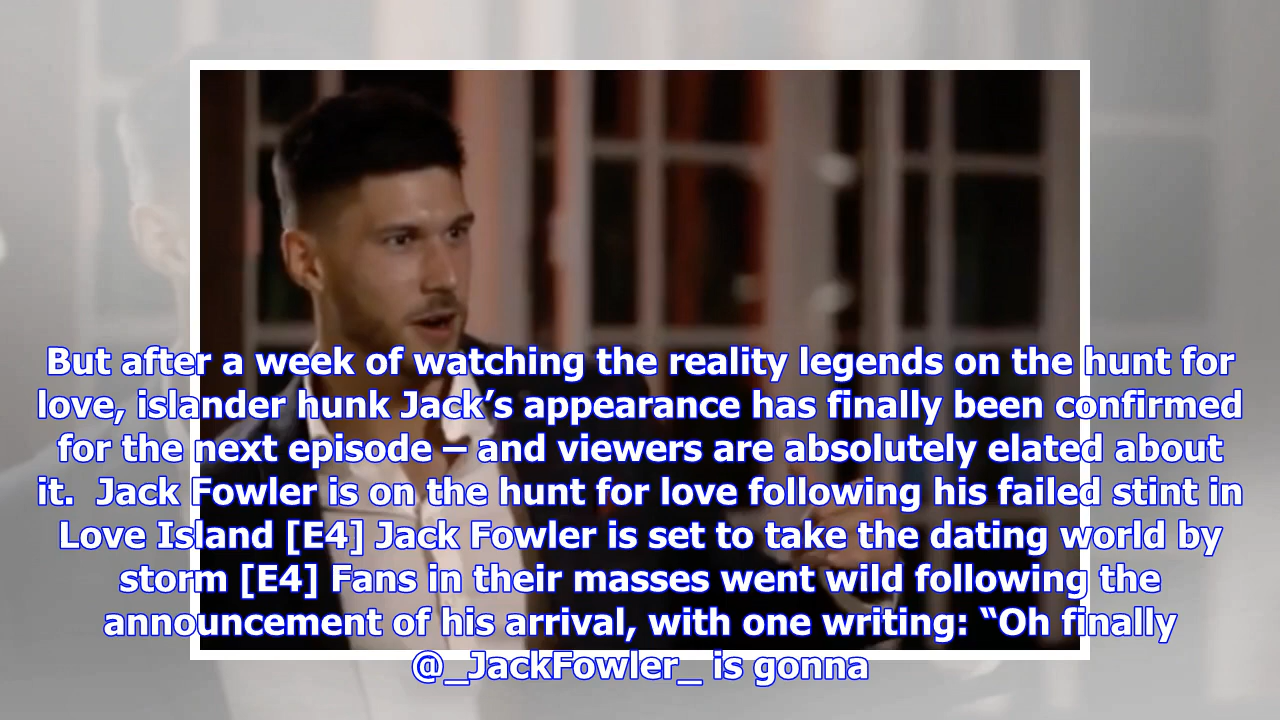 But after a week of watching the reality legends on the hunt for
love, islander hunk Jack’s appearance has finally been confirmed
for the next episode – and viewers are absolutely elated about
it.  Jack Fowler is on the hunt for love following his failed stint in
Love Island [E4] Jack Fowler is set to take the dating world by
storm [E4] Fans in their masses went wild following the
announcement of his arrival, with one writing: “Oh finally
@_JackFowler_ is gonna